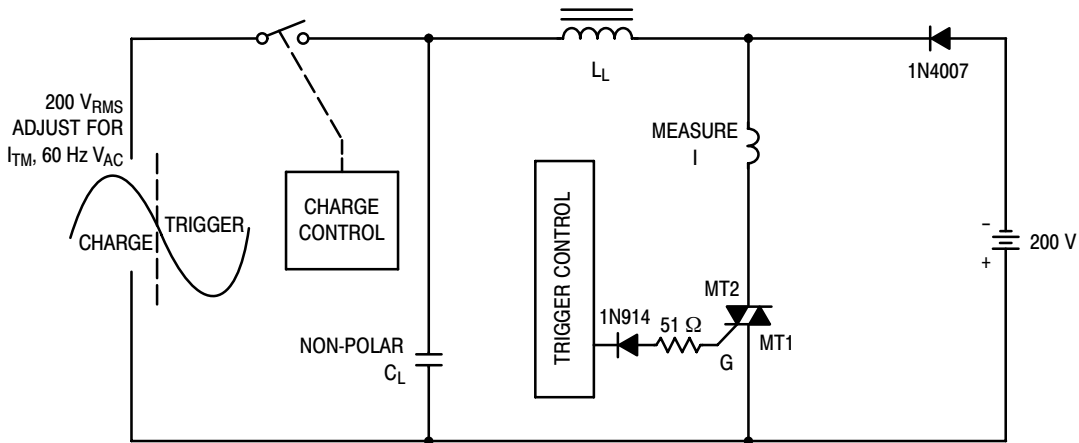 1N4007
L_L
200 V_RMS
ADJUST FOR
I_TM, 60 Hz V_AC
MEASURE
I
CHARGE
CONTROL
TRIGGER
CHARGE
TRIGGER CONTROL
-
200 V
+
MT2
1N914
51 Ω
MT1
G
NON-POLAR
C_L